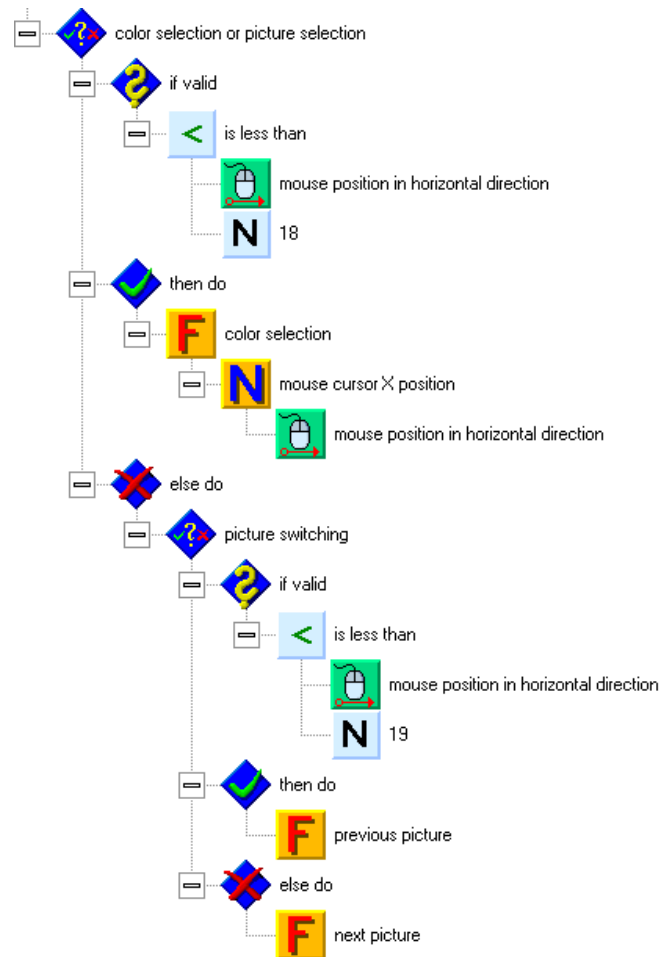 color selection or picture selection
if valid
< is less than
mouse position in horizontal direction
N 18
then do
F color selection
N mouse cursor X position
mouse position in horizontal direction
else do
picture switching
if valid
< is less than
mouse position in horizontal direction
N 19
then do
F previous picture
else do
F next picture